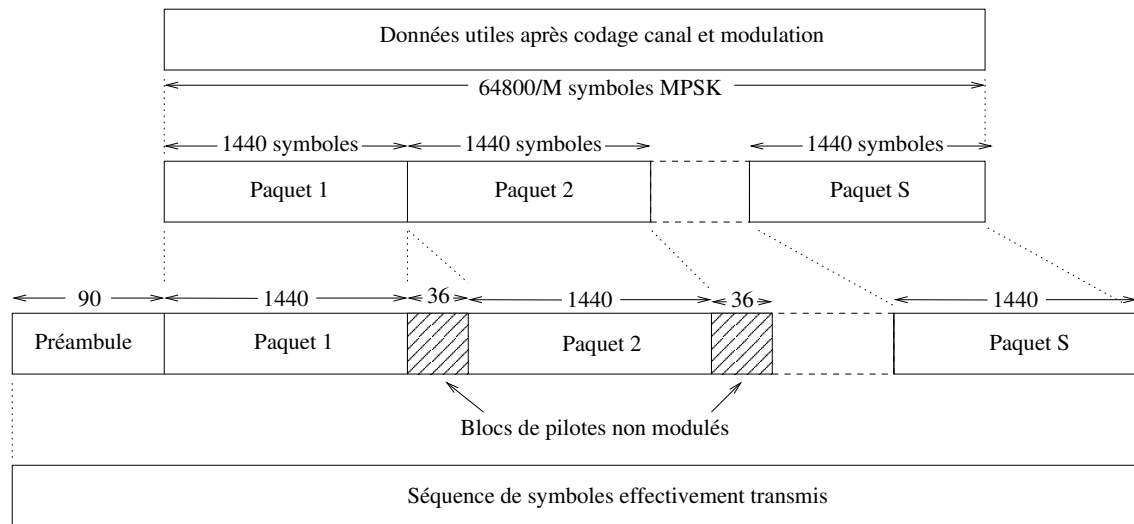 Données utiles après codage canal et modulation
64800/M symboles MPSK
1440 symboles 1440 symboles 1440 symboles
Paquet 1 Paquet 2 Paquet S
90 1440 36 1440 36 1440
Préambule Paquet 1 Paquet 2 Paquet S
Blocs de pilotes non modulés
Séquence de symboles effectivement transmis